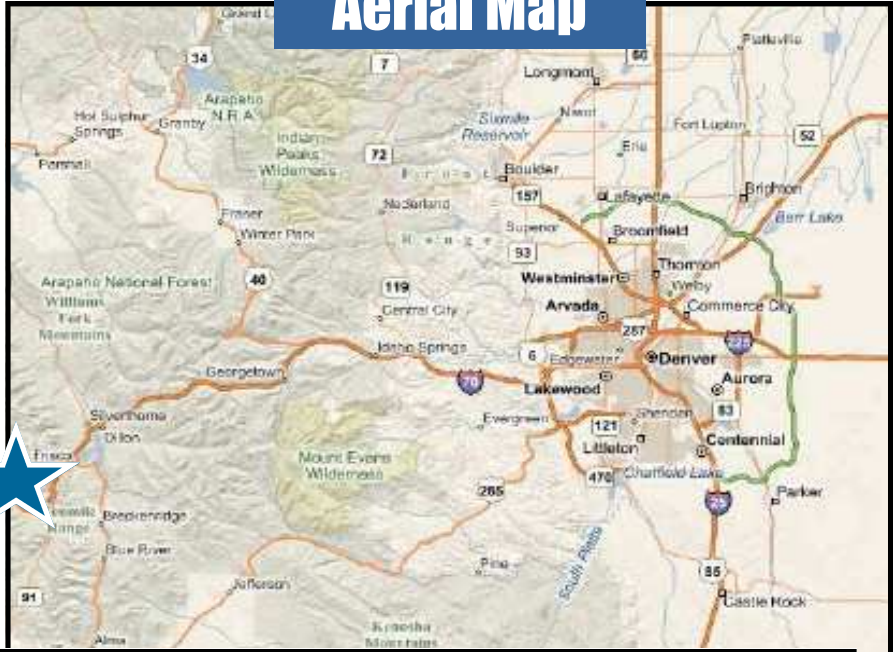 Aerial Map
34
7
66
Platteville
Longmont
Arapaho
N.R.A.
Hot Sulphur
Springs
Granby
Niwot
Fort Lupton
52
Indian
Peaks
Wilderness
72
Erie
Parshall
Boulder
157
Lafayette
Brighton
Nederland
Barr Lake
Fraser
Winter Park
Superior
Broomfield
93
Thornton
Westminster
Welby
Arapaho National Forest
40
119
Williams
Fork
Mountains
Central City
Arvada
Commerce City
287
Idaho Springs
6
Edgewater
Denver
225
Georgetown
70
Lakewood
Aurora
Silverthorne
Dillon
Evergreen
121
Sheridan
83
Littleton
Centennial
Frisco
Mount Evans
Wilderness
470
Chatfield Lake
285
25
Parker
Range
Breckenridge
Blue River
Pine
South Platte
85
91
Jefferson
Castle Rock
Alma
Kenosha
Mountains